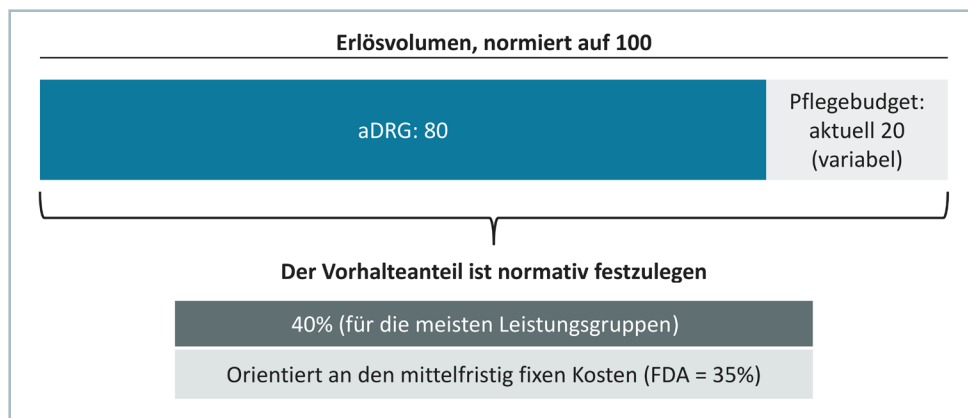 Erlösvolumen, normiert auf 100
aDRG: 80
Pflegebudget:
aktuell 20
(variabel)
Der Vorhalteanteil ist normativ festzulegen
40% (für die meisten Leistungsgruppen)
Orientiert an den mittelfristig fixen Kosten (FDA = 35%)